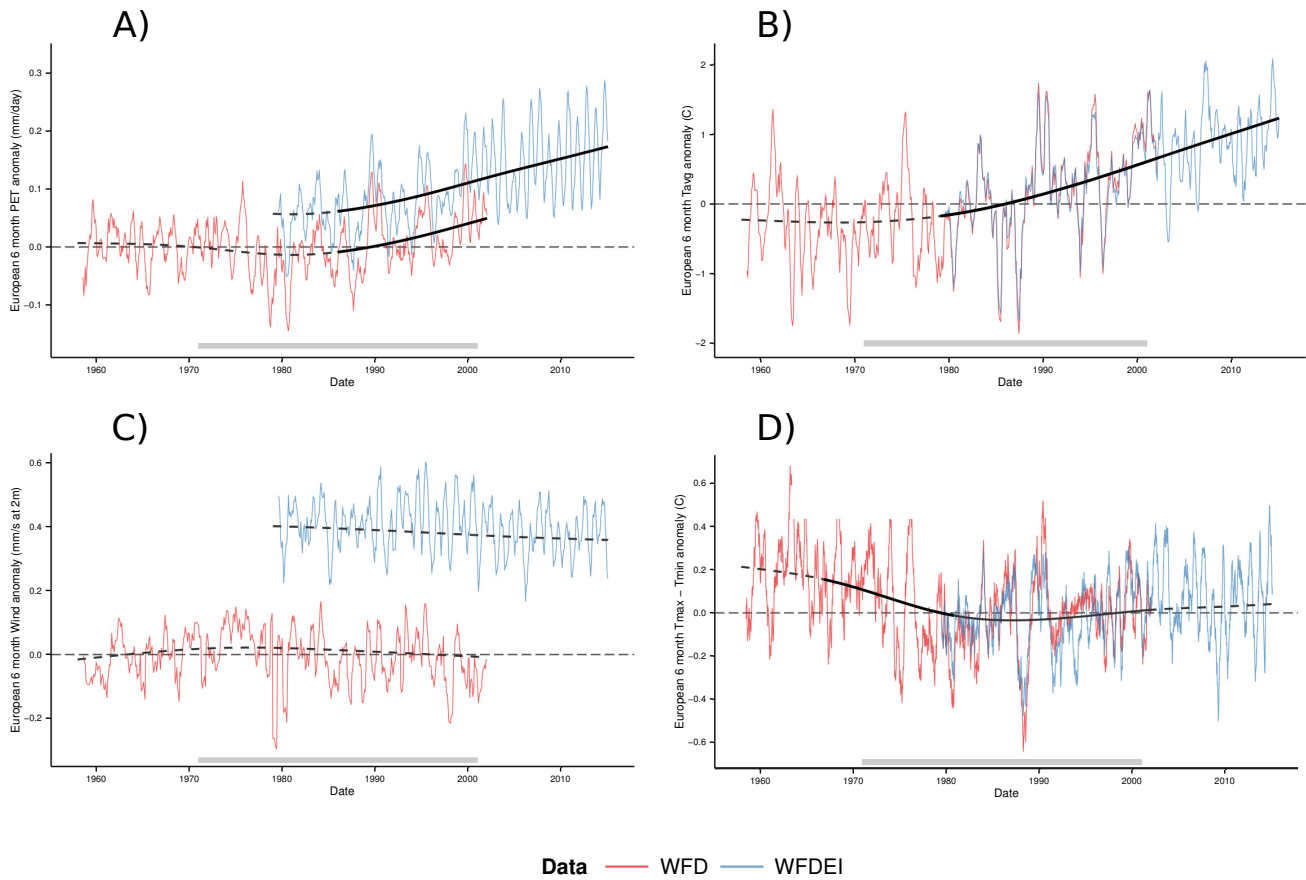 A)
European 6 month PET anomaly (mm/day)
0.3
0.2
0.1
0.0
−0.1
1960 1970 1980 1990 2000 2010
Date
B)
European 6 month Tavg anomaly (C)
2
1
0
−1
−2
1960 1970 1980 1990 2000 2010
Date
C)
European 6 month Wind anomaly (mm/s at 2m)
0.6
0.4
0.2
0.0
−0.2
1960 1970 1980 1990 2000 2010
Date
D)
European 6 month Tmax − Tmin anomaly (C)
0.6
0.4
0.2
0.0
−0.2
−0.4
−0.6
1960 1970 1980 1990 2000 2010
Date
Data WFD WFDEI